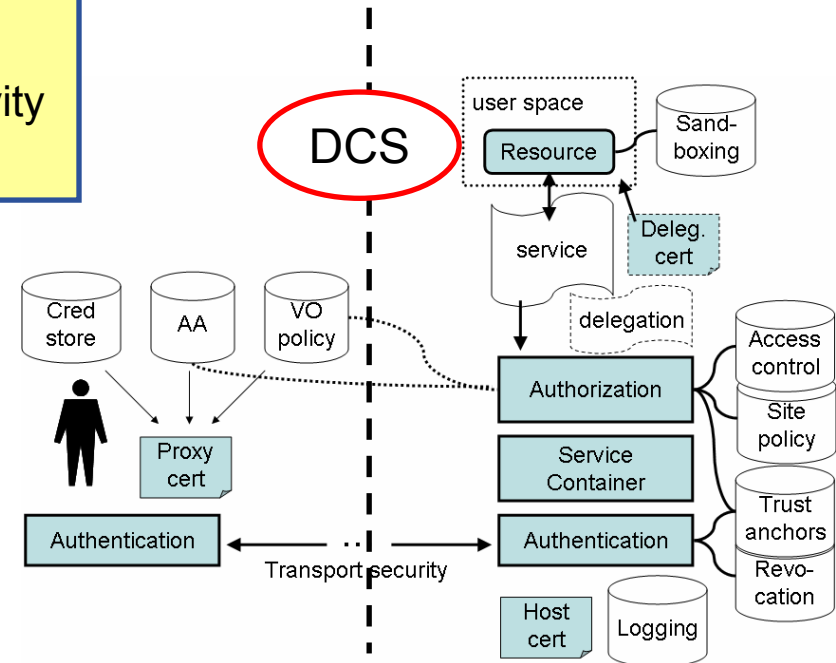 ity
DCS
user space
Resource
Sand-
boxing
service
Deleg.
cert
delegation
Cred
store
AA
VO
policy
Access
control
Authorization
Site
policy
Proxy
cert
Service
Container
Trust
anchors
Authentication
Authentication
Transport security
Revo-
cation
Host
cert
Logging